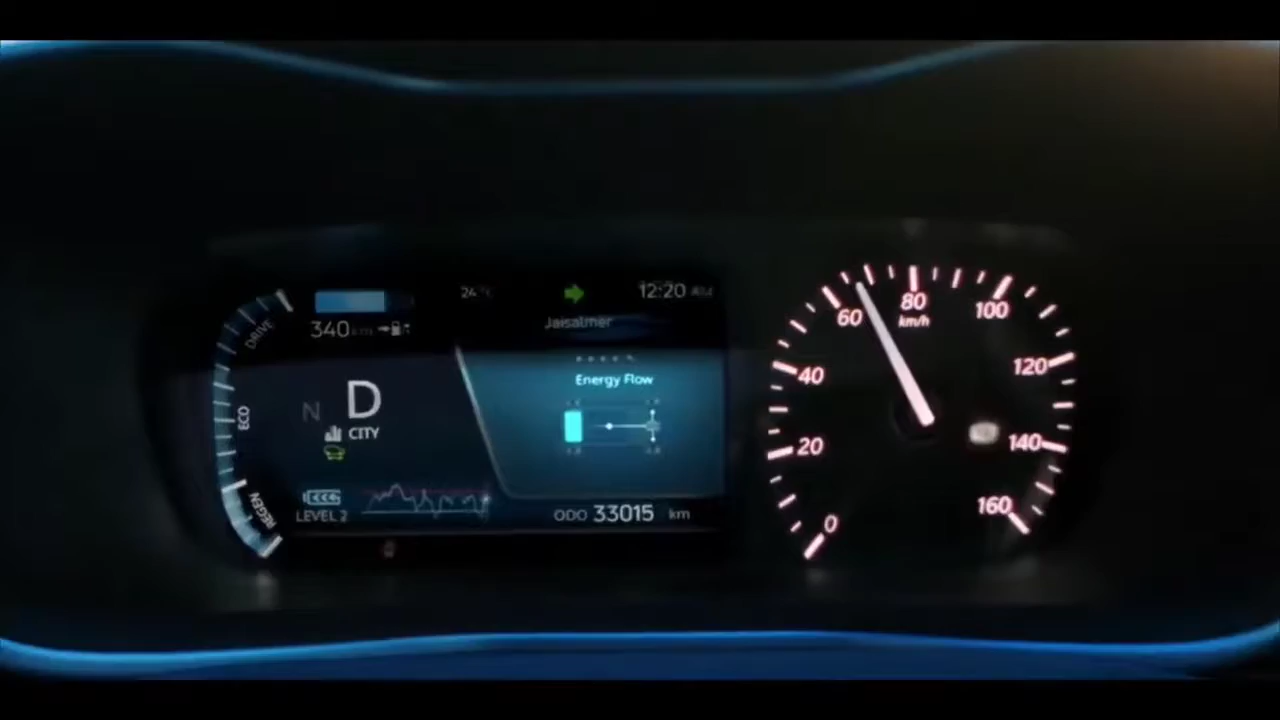 24°C
12:20 AM
340 km
Jaisalmer
DRIVE
Energy Flow
N D
CITY
ECO
REGEN
LEVEL 2
ODO 33015 km
0
20
40
60
80
km/h
100
120
140
160